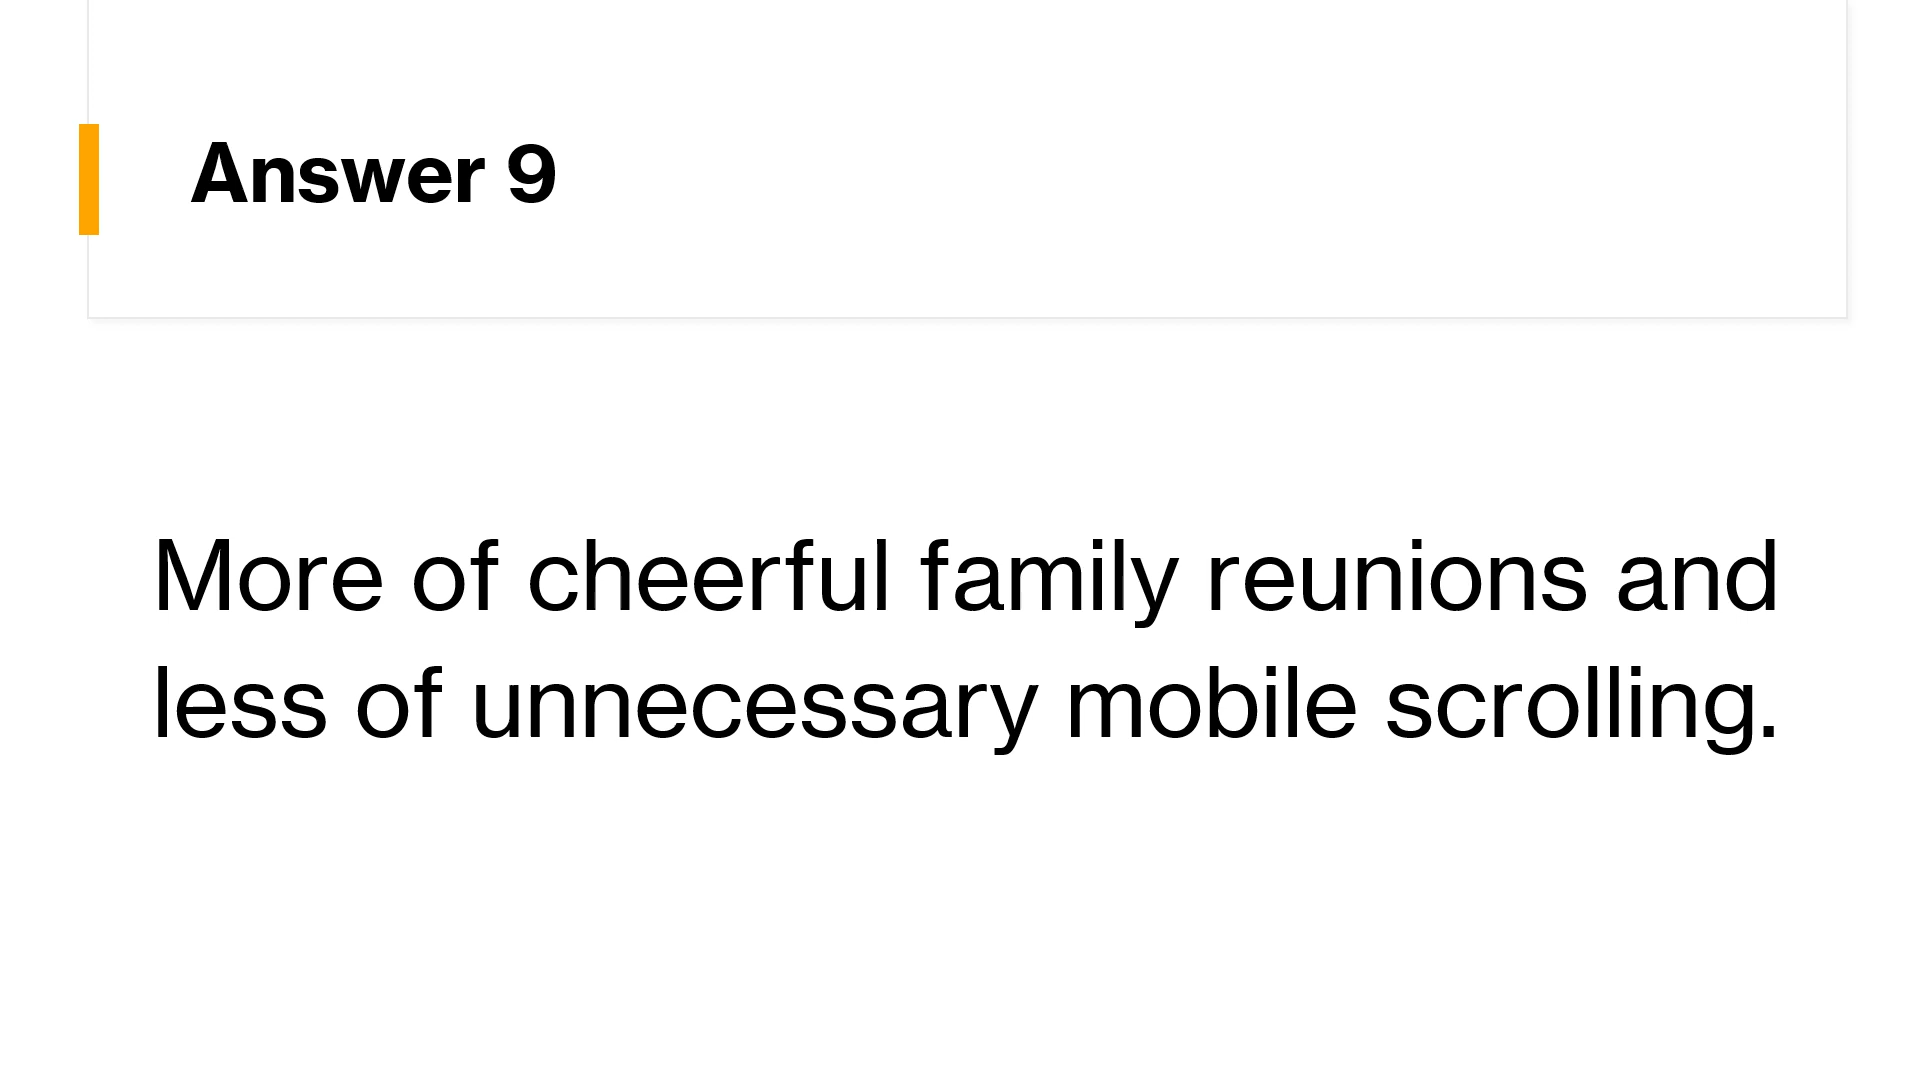 Answer 9
More of cheerful family reunions and
less of unnecessary mobile scrolling.